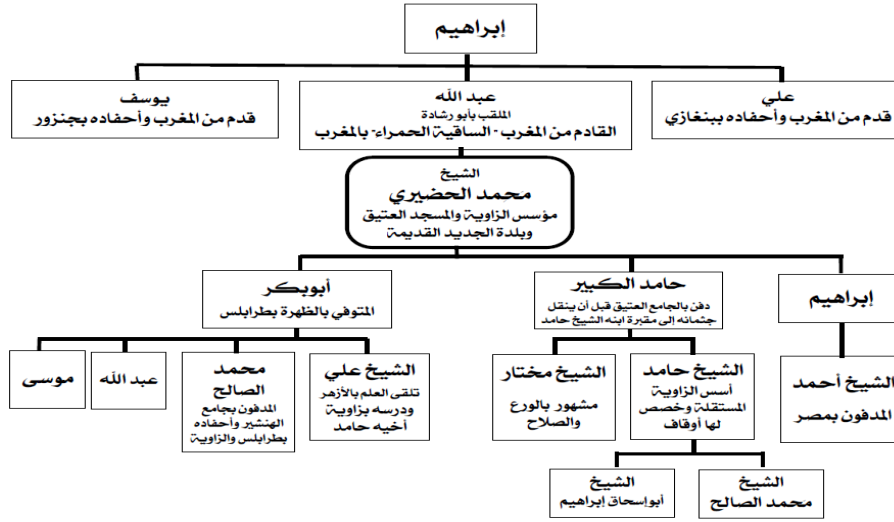 إبراهيم
علي
قدم من المغرب وأحفاده ببنغازي
عبد الله
الملقب بأبو رشادة
القادم من المغرب - الساقية الحمراء- بالمغرب
يوسف
قدم من المغرب وأحفاده بجنزور
الشيخ
محمد الحضيري
مؤسس الزاوية والمسجد العتيق
وبلدة الجديد القديمة
إبراهيم
حامد الكبير
دفن بالجامع العتيق قبل أن ينقل
جثمانه إلى مقبرة ابنه الشيخ حامد
أبوبكر
المتوفي بالظهرة بطرابلس
الشيخ أحمد
المدفون بمصر
الشيخ حامد
أسس الزاوية
المستقلة وخصص
لها أوقاف
الشيخ مختار
مشهور بالورع
والصلاح
الشيخ علي
تلقى العلم بالأزهر
ودرسه بزاوية
أخيه حامد
محمد
الصالح
المدفون بجامع
الهنشير وأحفاده
بطرابلس والزاوية
عبد الله
موسى
الشيخ
محمد الصالح
الشيخ
أبو إسحاق إبراهيم